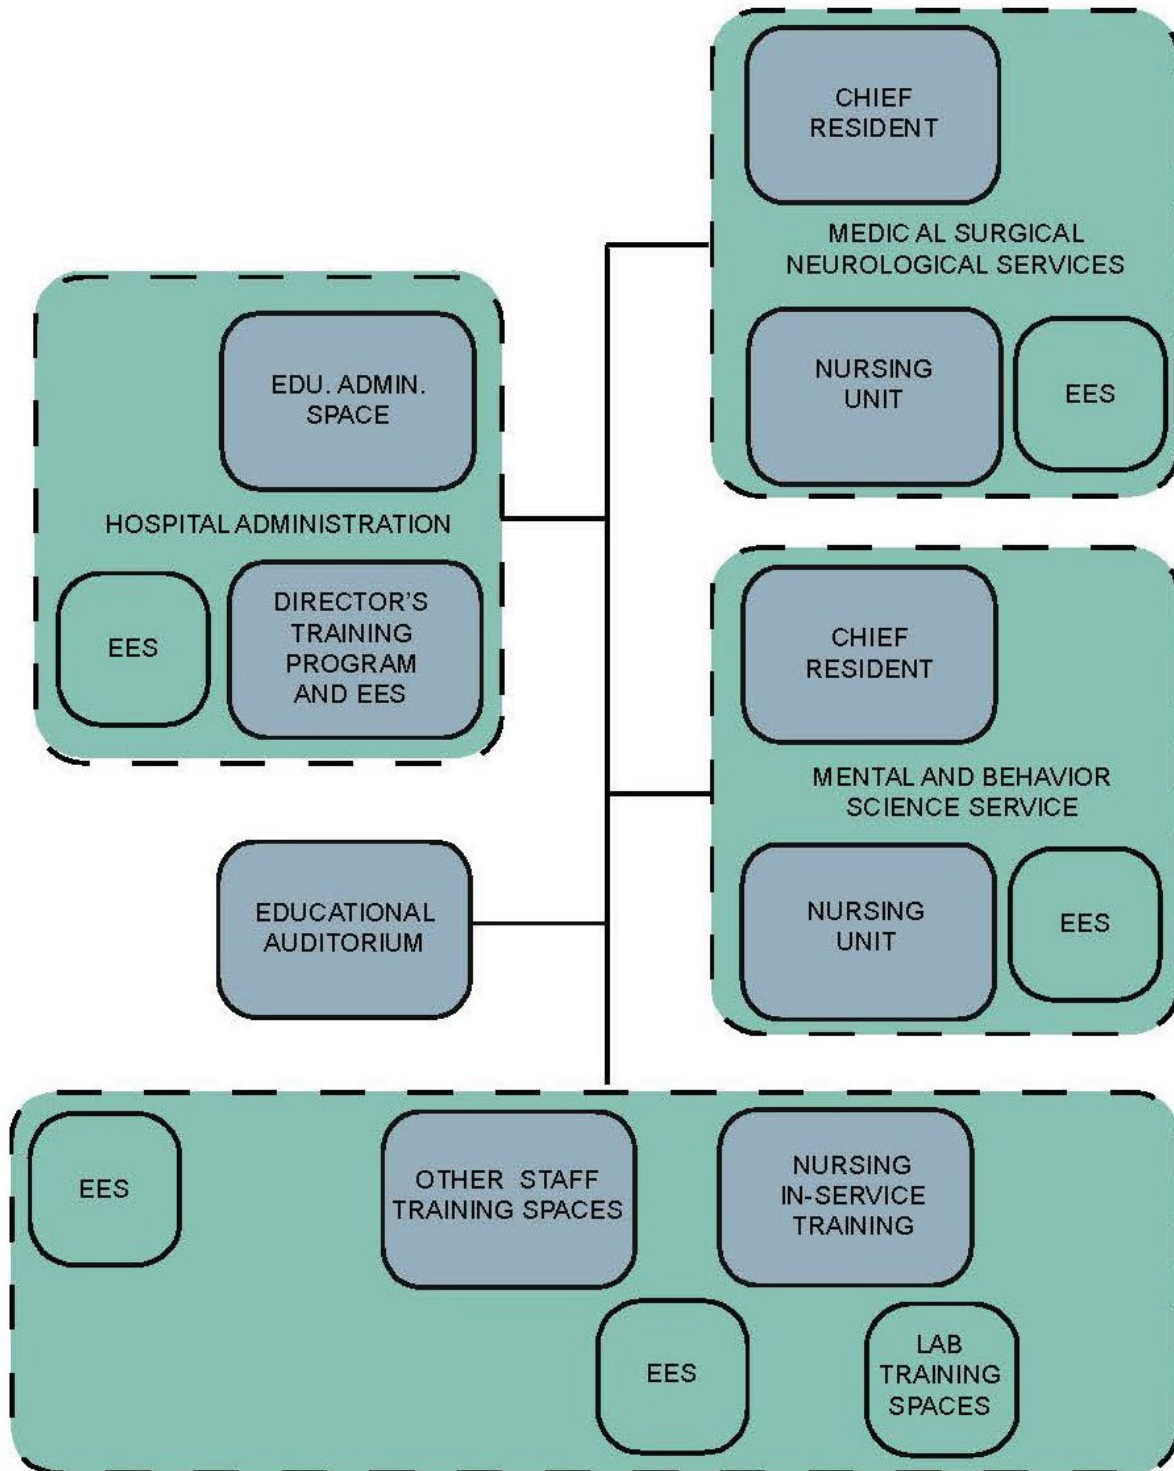 CHIEF
RESIDENT
MEDICAL SURGICAL
NEUROLOGICAL SERVICES
NURSING
UNIT
EES
EDU. ADMIN.
SPACE
HOSPITAL ADMINISTRATION
EES
DIRECTOR'S
TRAINING
PROGRAM
AND EES
CHIEF
RESIDENT
MENTAL AND BEHAVIOR
SCIENCE SERVICE
NURSING
UNIT
EES
EDUCATIONAL
AUDITORIUM
EES
OTHER STAFF
TRAINING SPACES
NURSING
IN-SERVICE
TRAINING
EES
LAB
TRAINING
SPACES